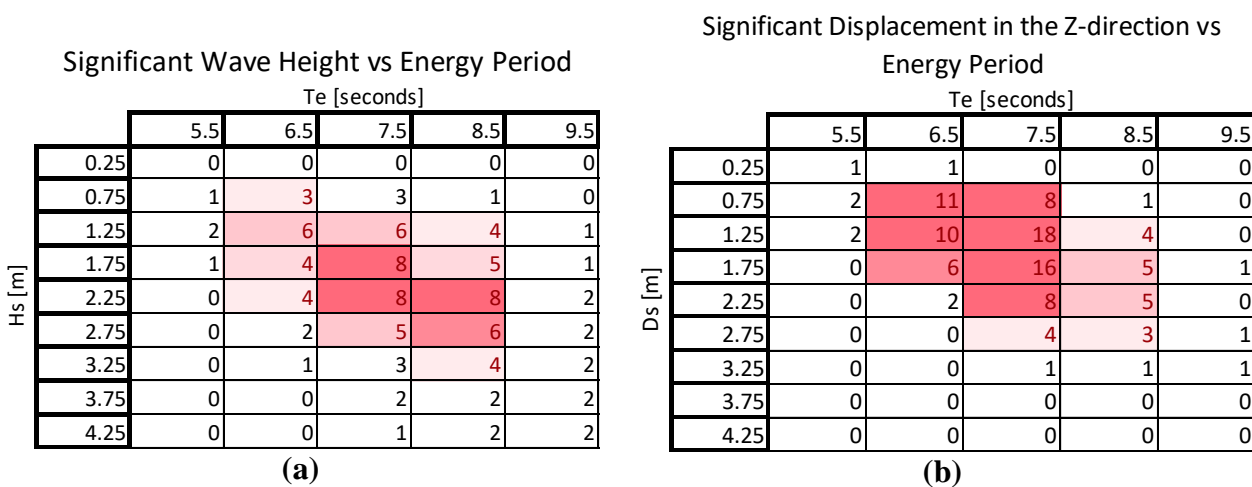 Significant Wave Height vs Energy Period
Te [seconds]
5.5 6.5 7.5 8.5 9.5
Hs [m]
0.25 0 0 0 0 0
0.75 1 3 3 1 0
1.25 2 6 6 4 1
1.75 1 4 8 5 1
2.25 0 4 8 8 2
2.75 0 2 5 6 2
3.25 0 1 3 4 2
3.75 0 0 2 2 2
4.25 0 0 1 2 2
(a)
Significant Displacement in the Z-direction vs
Energy Period
Te [seconds]
5.5 6.5 7.5 8.5 9.5
Ds [m]
0.25 1 1 0 0 0
0.75 2 11 8 1 0
1.25 2 10 18 4 0
1.75 0 6 16 5 1
2.25 0 2 8 5 0
2.75 0 0 4 3 1
3.25 0 0 1 1 1
3.75 0 0 0 0 0
4.25 0 0 0 0 0
(b)